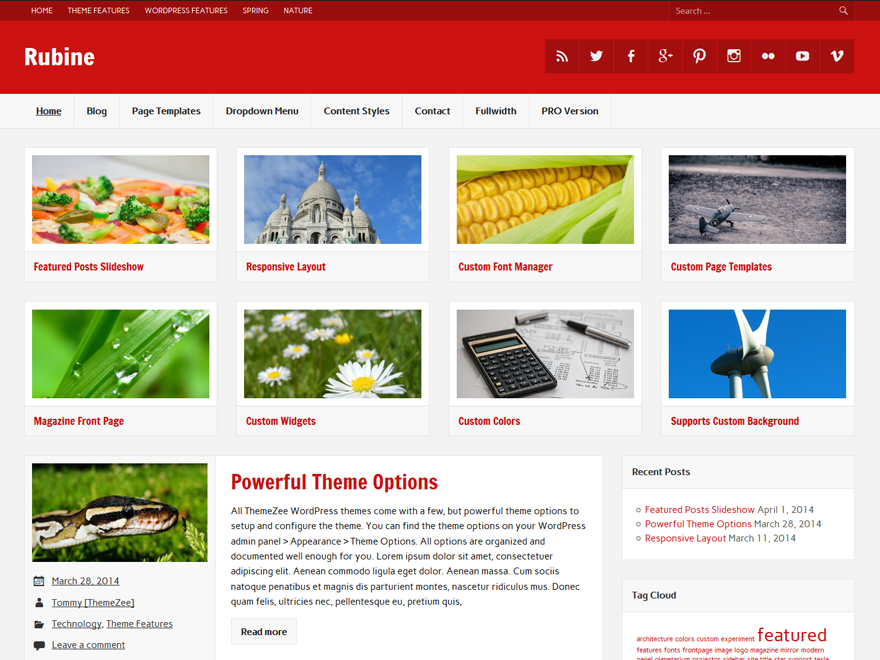 HOME THEME FEATURES WORDPRESS FEATURES SPRING NATURE Search ...
Rubine
Home Blog Page Templates Dropdown Menu Content Styles Contact Fullwidth PRO Version
Featured Posts Slideshow Responsive Layout Custom Font Manager Custom Page Templates
Magazine Front Page Custom Widgets Custom Colors Supports Custom Background
March 28, 2014
Tommy [ThemeZee]
Technology, Theme Features
Leave a comment
Powerful Theme Options
All ThemeZee WordPress themes come with a few, but powerful theme options to
setup and configure the theme. You can find the theme options on your WordPress
admin panel > Appearance > Theme Options. All options are organized and
documented well enough for you. Lorem ipsum dolor sit amet, consectetuer
adipiscing elit. Aenean commodo ligula eget dolor. Aenean massa. Cum sociis
natoque penatibus et magnis dis parturient montes, nascetur ridiculus mus. Donec
quam felis, ultricies nec, pellentesque eu, pretium quis,
Read more
Recent Posts
Featured Posts Slideshow April 1, 2014
Powerful Theme Options March 28, 2014
Responsive Layout March 11, 2014
Tag Cloud
architecture colors custom experiment featured
features fonts frontpage image logo magazine mirror modern